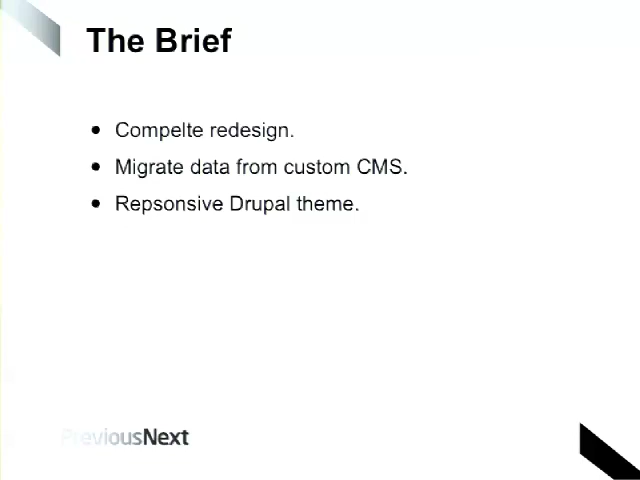 The Brief
• Compelte redesign.
• Migrate data from custom CMS.
• Repsonsive Drupal theme.
PreviousNext